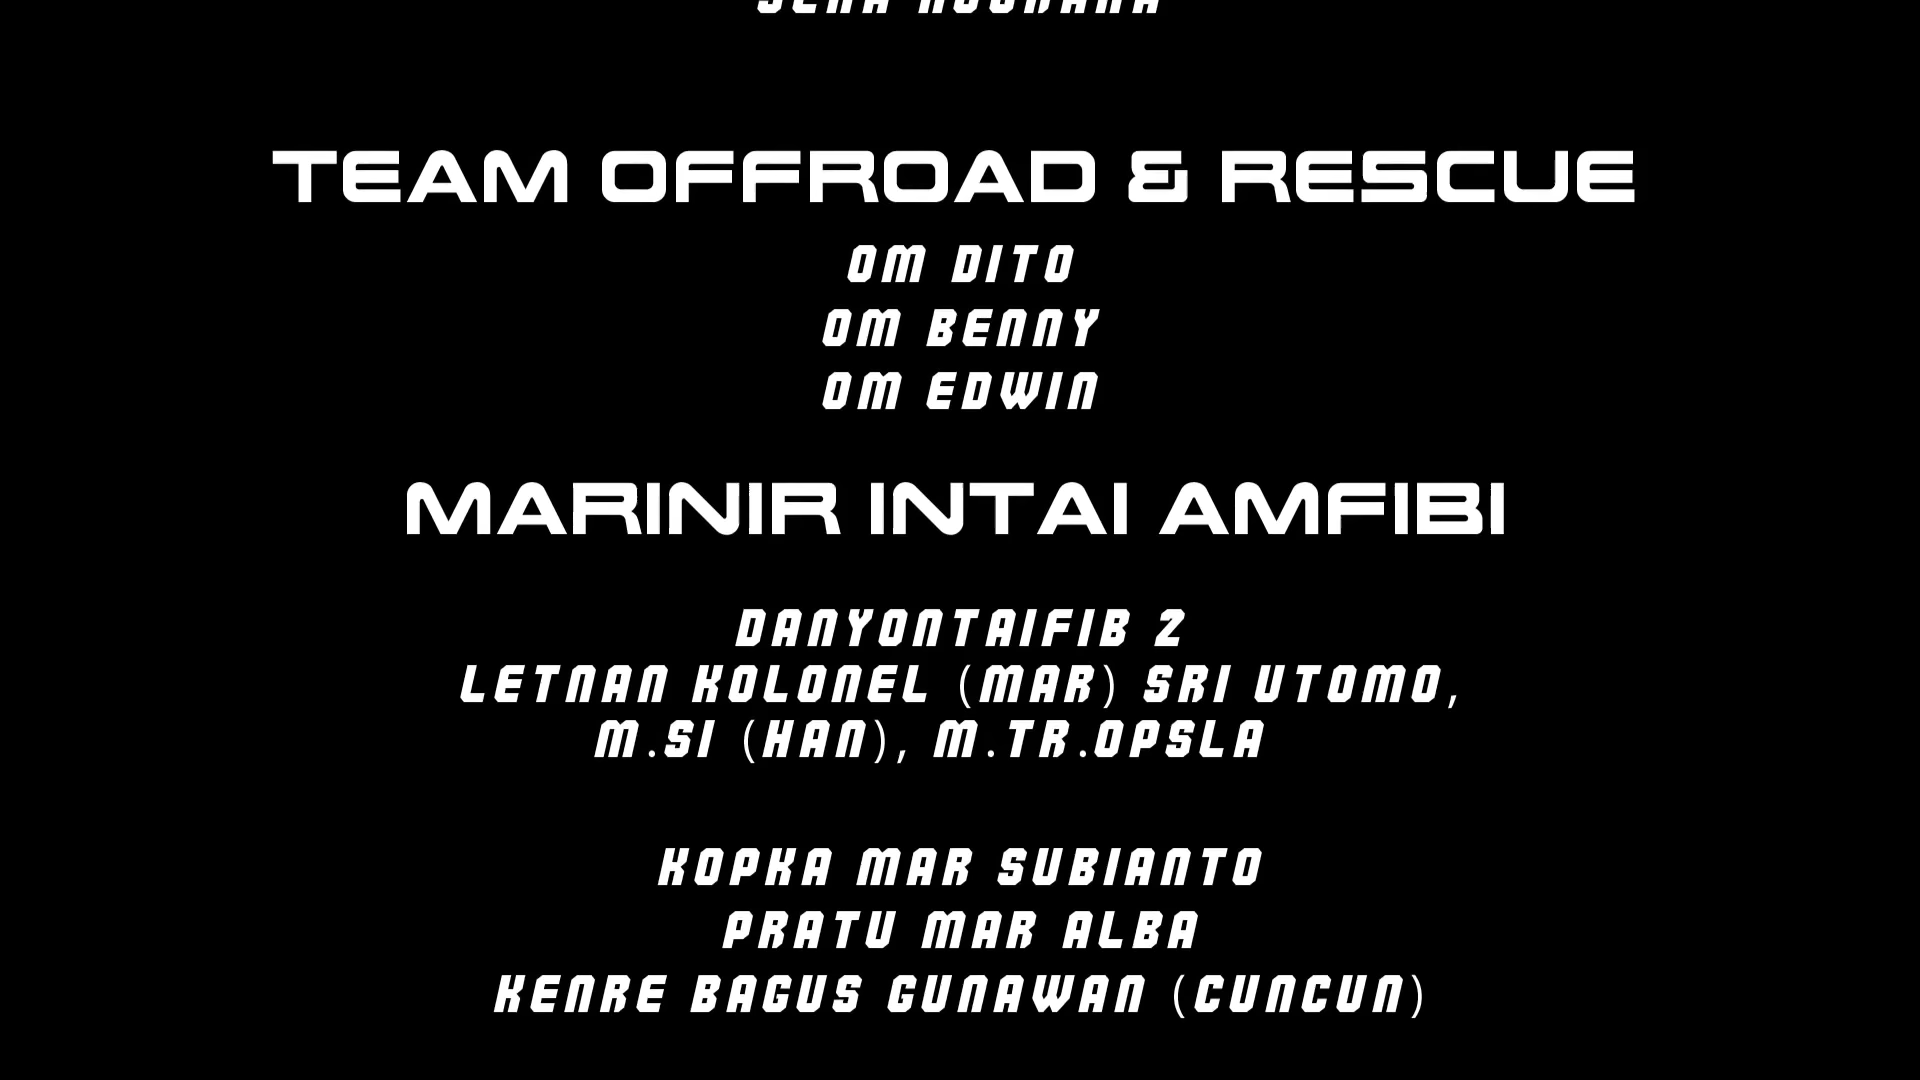 TEAM OFFROAD & RESCUE
OM DITO
OM BENNY
OM EDWIN
MARINIR INTAI AMFIBI
DANYONTAIFIB 2
LETNAN KOLONEL (MAR) SRI UTOMO,
M.SI (HAN), M.TR.OPSLA
KOPKA MAR SUBIANTO
PRATU MAR ALBA
KENRE BAGUS GUNAWAN (CUNCUN)